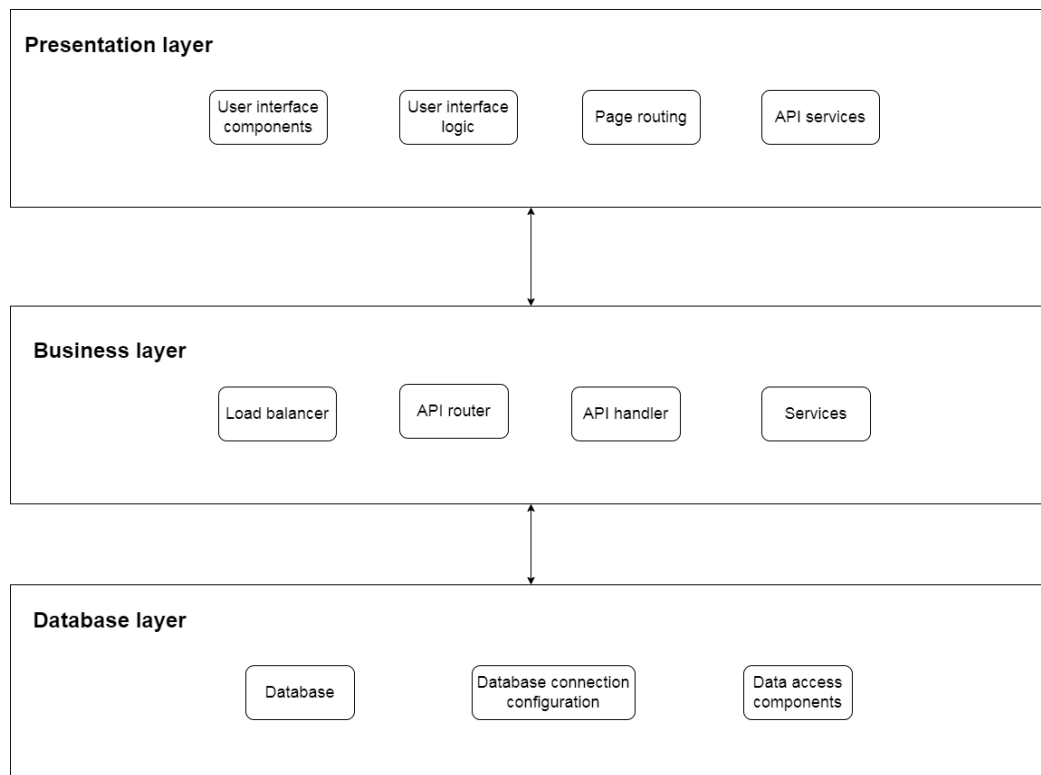 Presentation layer
User interface
components
User interface
logic
Page routing
API services
Business layer
Load balancer
API router
API handler
Services
Database layer
Database
Database connection
configuration
Data access
components